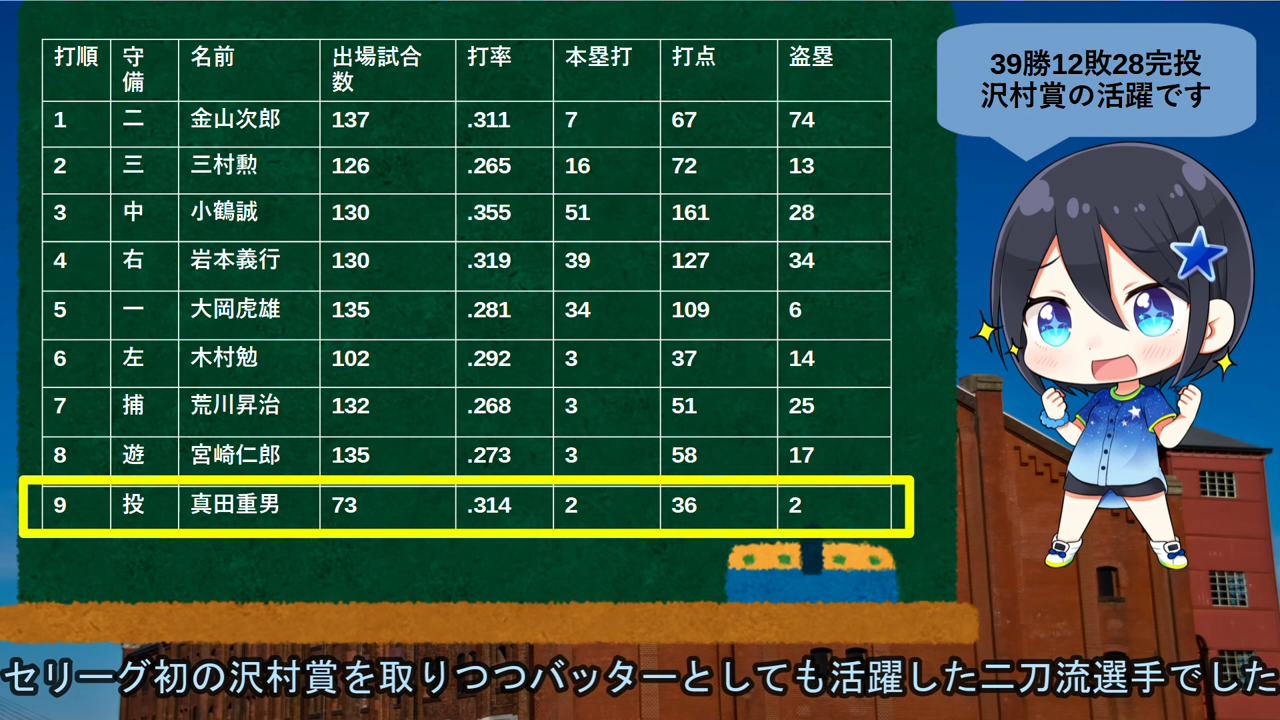 打順 守備 名前 出場試合数 打率 本塁打 打点 盗塁
1 二 金山次郎 137 .311 7 67 74
2 三 三村勲 126 .265 16 72 13
3 中 小鶴誠 130 .355 51 161 28
4 右 岩本義行 130 .319 39 127 34
5 一 大岡虎雄 135 .281 34 109 6
6 左 木村勉 102 .292 3 37 14
7 捕 荒川昇治 132 .268 3 51 25
8 遊 宮崎仁郎 135 .273 3 58 17
9 投 真田重男 73 .314 2 36 2
39勝12敗28完投
沢村賞の活躍です
セリーグ初の沢村賞を取りつつバッターとしても活躍した二刀流選手でした